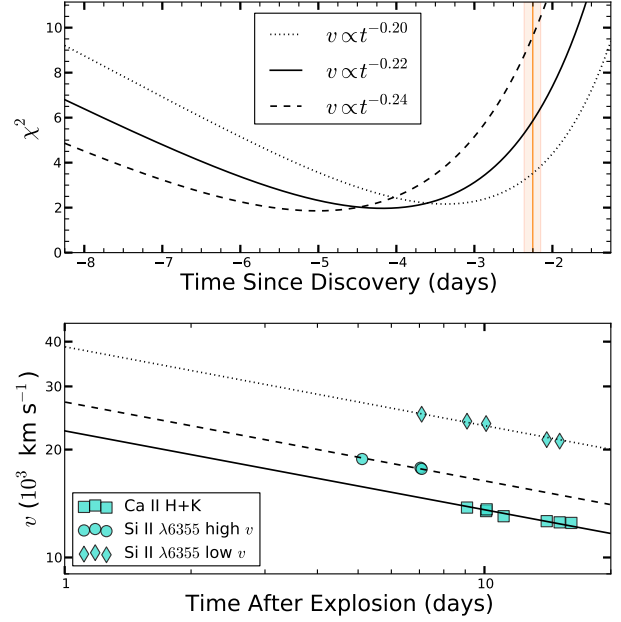 10
8
6
4
2
0
χ²
v ∝ t^−0.20
v ∝ t^−0.22
v ∝ t^−0.24
−8 −7 −6 −5 −4 −3 −2
Time Since Discovery (days)
40
30
20
10
v (10³ km s⁻¹)
Ca II H+K
Si II λ6355 high v
Si II λ6355 low v
1 10
Time After Explosion (days)